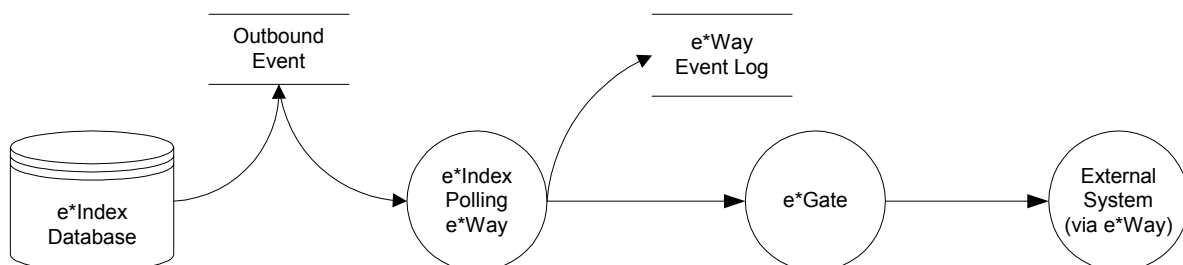 Outbound
Event
e*Way
Event Log
e*Index
Database
e*Index
Polling
e*Way
e*Gate
External
System
(via e*Way)